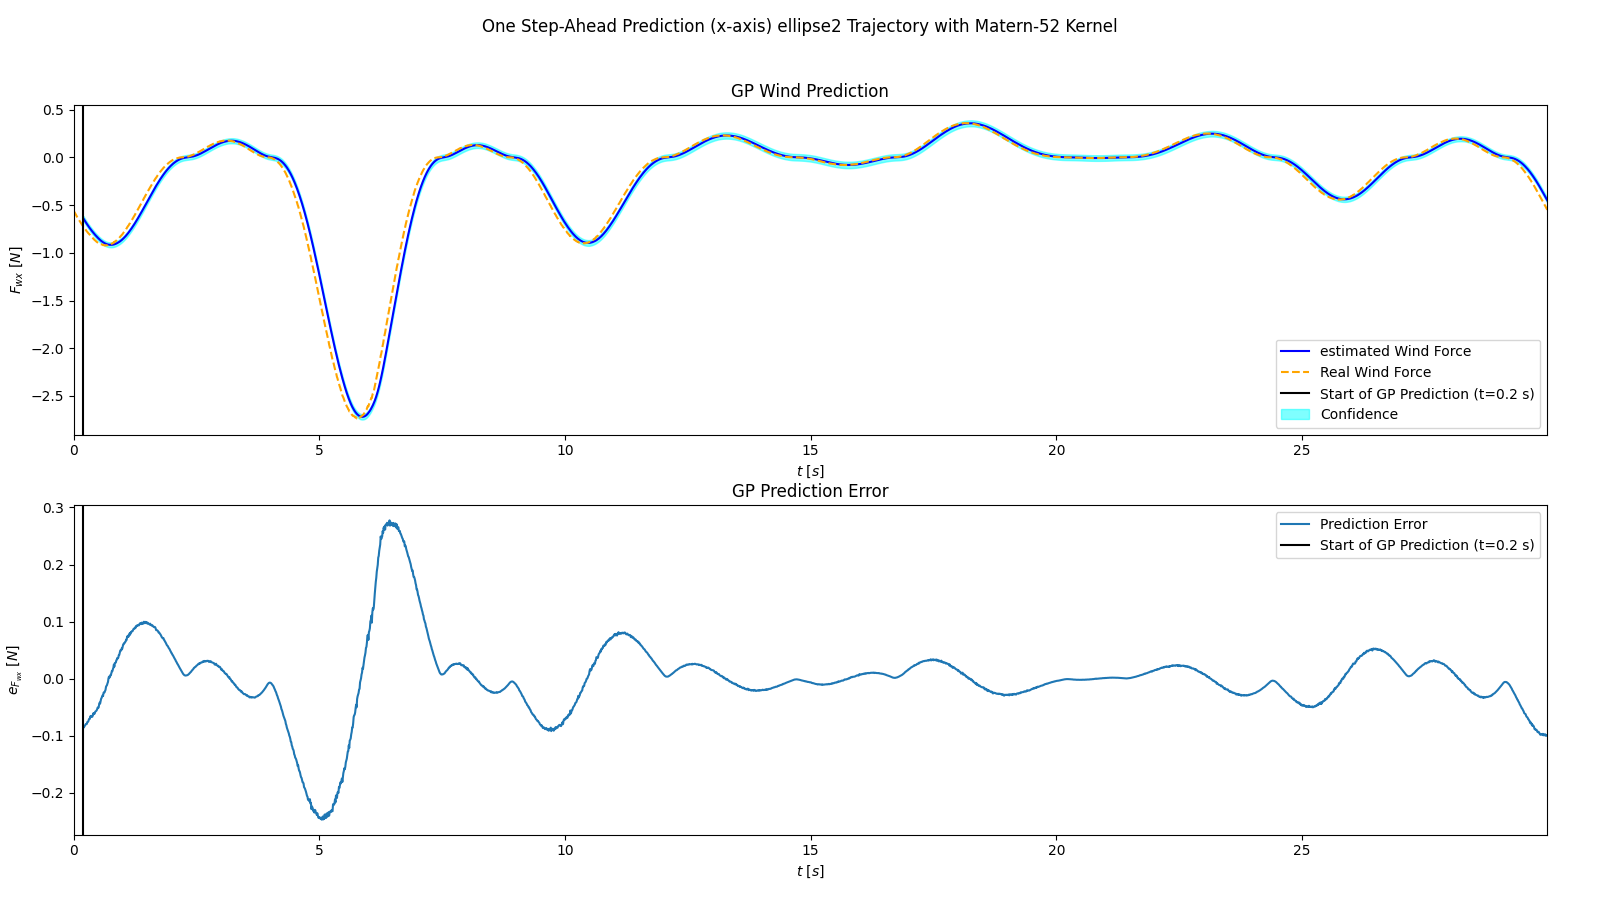 One Step-Ahead Prediction (x-axis) ellipse2 Trajectory with Matern-52 Kernel
GP Wind Prediction
0.5
0.0
−0.5
−1.0
−1.5
−2.0
−2.5
F_wx [N]
estimated Wind Force
Real Wind Force
Start of GP Prediction (t=0.2 s)
Confidence
0 5 10 15 20 25
t [s]
GP Prediction Error
0.3
0.2
0.1
0.0
−0.1
−0.2
e_F_wx [N]
Prediction Error
Start of GP Prediction (t=0.2 s)
0 5 10 15 20 25
t [s]